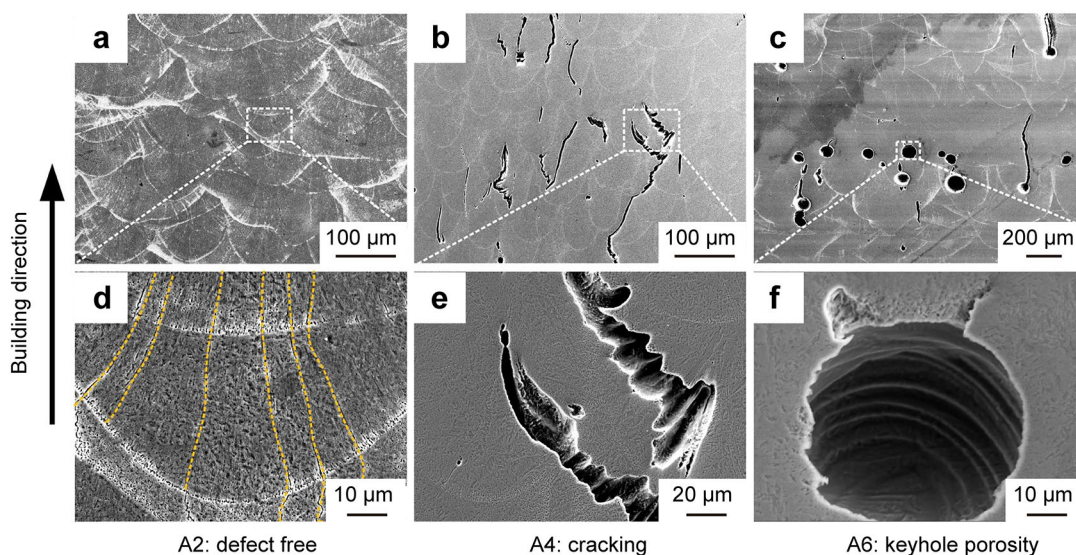 a
b
c
100 µm
100 µm
200 µm
Building direction
d
e
f
10 µm
20 µm
10 µm
A2: defect free
A4: cracking
A6: keyhole porosity